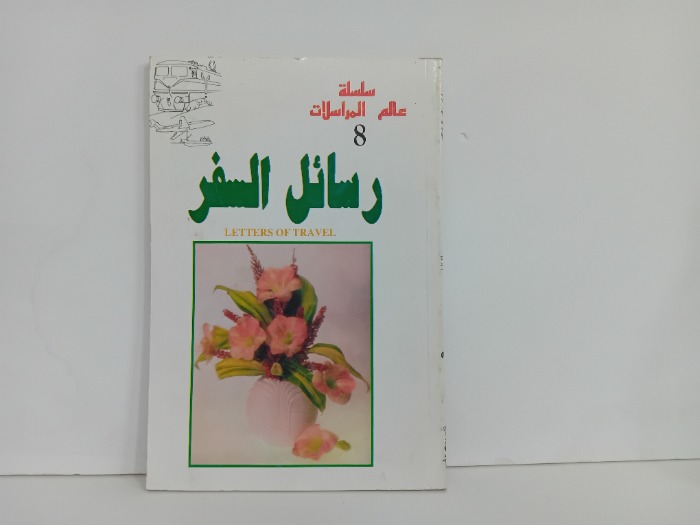 سلسلة
عالم المراسلات
8
رسائل السفر
LETTERS OF TRAVEL